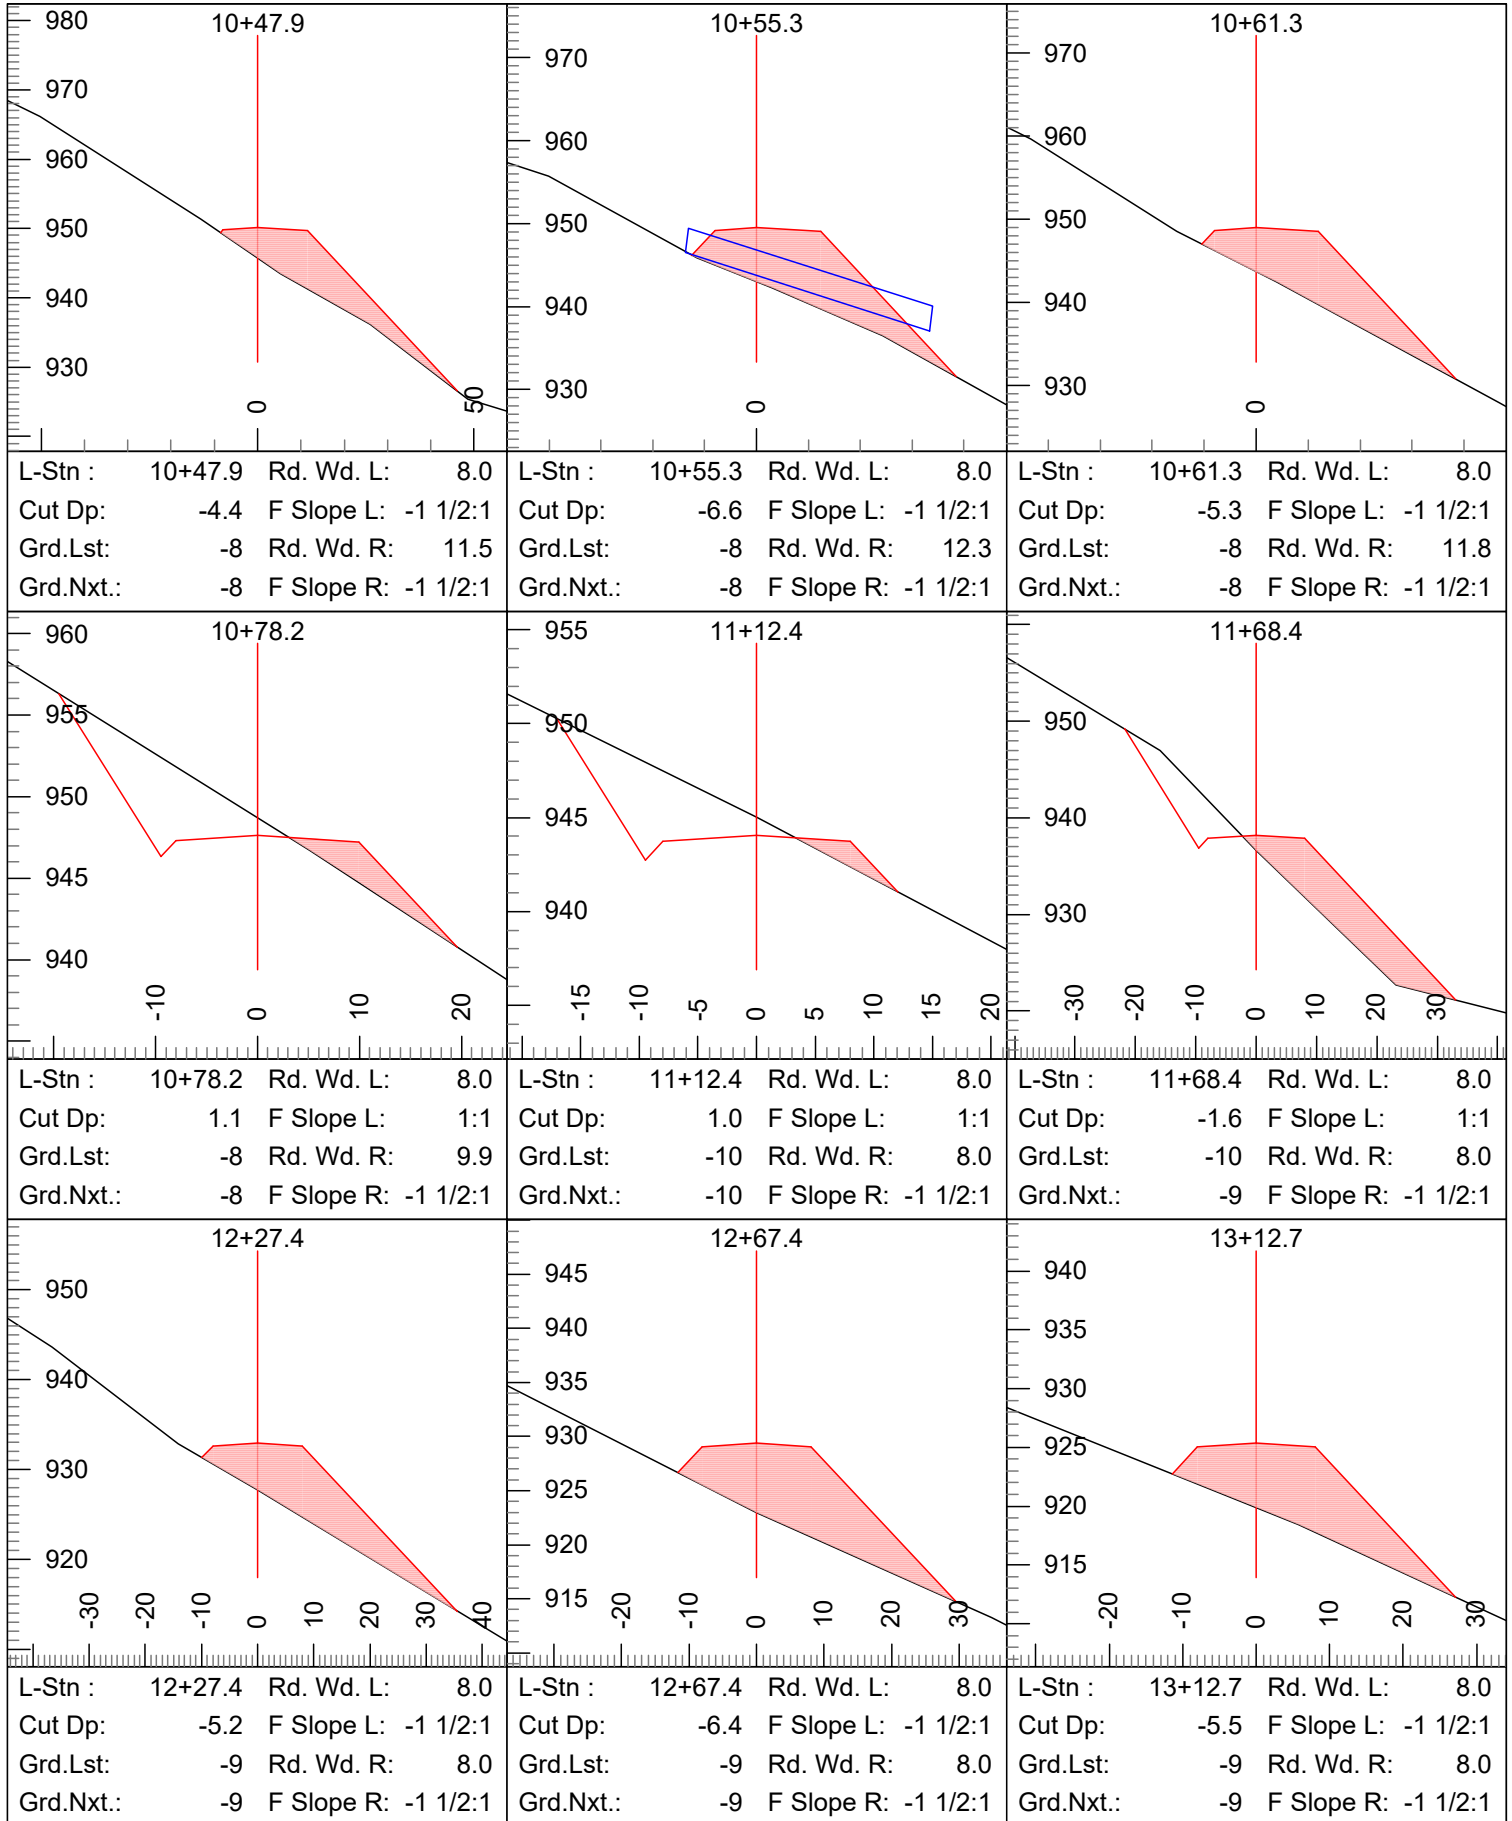 10+47.9
980
970
960
950
940
930
0
50
10+55.3
970
960
950
940
930
0
10+61.3
970
960
950
940
930
0
L-Stn : 10+47.9 Rd. Wd. L: 8.0
Cut Dp: -4.4 F Slope L: -1 1/2:1
Grd.Lst: -8 Rd. Wd. R: 11.5
Grd.Nxt.: -8 F Slope R: -1 1/2:1
L-Stn : 10+55.3 Rd. Wd. L: 8.0
Cut Dp: -6.6 F Slope L: -1 1/2:1
Grd.Lst: -8 Rd. Wd. R: 12.3
Grd.Nxt.: -8 F Slope R: -1 1/2:1
L-Stn : 10+61.3 Rd. Wd. L: 8.0
Cut Dp: -5.3 F Slope L: -1 1/2:1
Grd.Lst: -8 Rd. Wd. R: 11.8
Grd.Nxt.: -8 F Slope R: -1 1/2:1
10+78.2
960
955
950
945
940
-10 0 10 20
11+12.4
955
950
945
940
-15 -10 -5 0 5 10 15 20
11+68.4
950
940
930
-30 -20 -10 0 10 20 30
L-Stn : 10+78.2 Rd. Wd. L: 8.0
Cut Dp: 1.1 F Slope L: 1:1
Grd.Lst: -8 Rd. Wd. R: 9.9
Grd.Nxt.: -8 F Slope R: -1 1/2:1
L-Stn : 11+12.4 Rd. Wd. L: 8.0
Cut Dp: 1.0 F Slope L: 1:1
Grd.Lst: -10 Rd. Wd. R: 8.0
Grd.Nxt.: -10 F Slope R: -1 1/2:1
L-Stn : 11+68.4 Rd. Wd. L: 8.0
Cut Dp: -1.6 F Slope L: 1:1
Grd.Lst: -10 Rd. Wd. R: 8.0
Grd.Nxt.: -9 F Slope R: -1 1/2:1
12+27.4
950
940
930
920
-30 -20 -10 0 10 20 30 40
12+67.4
945
940
935
930
925
920
915
-20 -10 0 10 20 30
13+12.7
940
935
930
925
920
915
-20 -10 0 10 20 30
L-Stn : 12+27.4 Rd. Wd. L: 8.0
Cut Dp: -5.2 F Slope L: -1 1/2:1
Grd.Lst: -9 Rd. Wd. R: 8.0
Grd.Nxt.: -9 F Slope R: -1 1/2:1
L-Stn : 12+67.4 Rd. Wd. L: 8.0
Cut Dp: -6.4 F Slope L: -1 1/2:1
Grd.Lst: -9 Rd. Wd. R: 8.0
Grd.Nxt.: -9 F Slope R: -1 1/2:1
L-Stn : 13+12.7 Rd. Wd. L: 8.0
Cut Dp: -5.5 F Slope L: -1 1/2:1
Grd.Lst: -9 Rd. Wd. R: 8.0
Grd.Nxt.: -9 F Slope R: -1 1/2:1